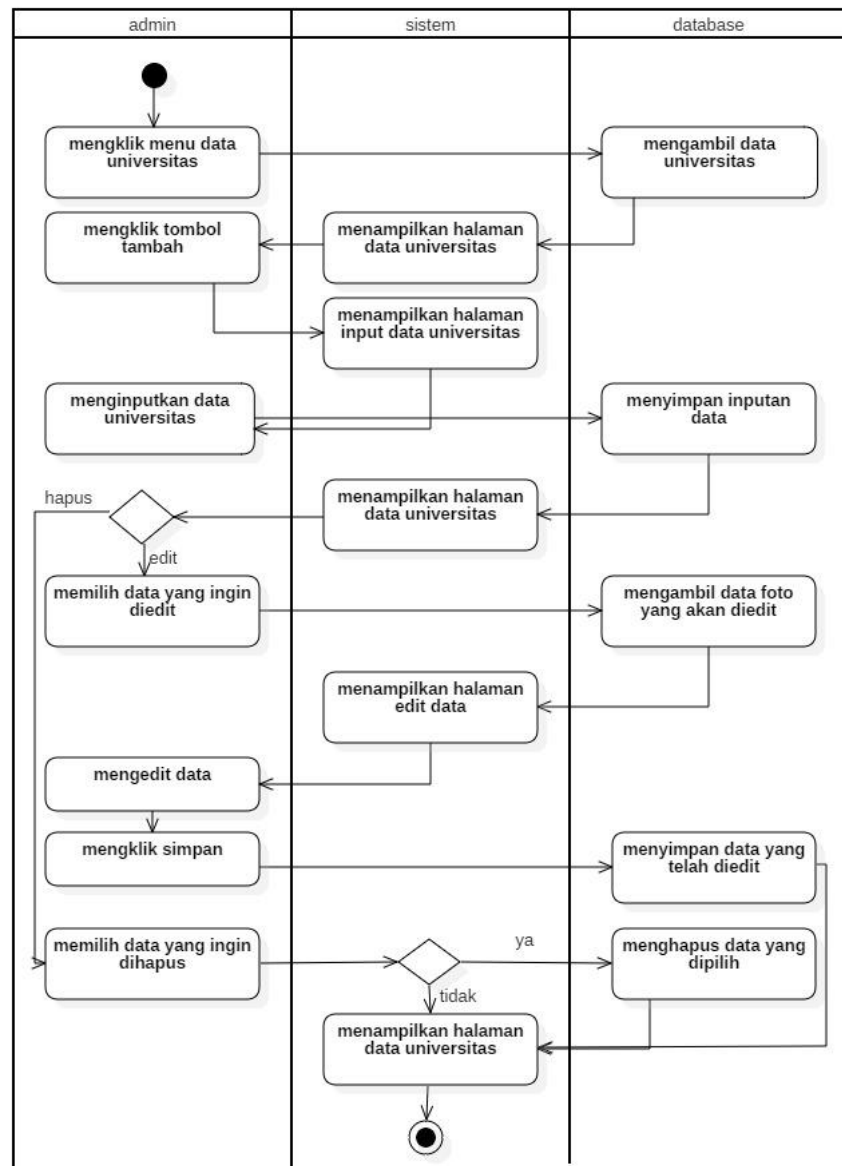 admin
sistem
database
mengklik menu data
universitas
mengambil data
universitas
mengklik tombol
tambah
menampilkan halaman
data universitas
menampilkan halaman
input data universitas
menginputkan data
universitas
menyimpan inputan
data
hapus
menampilkan halaman
data universitas
edit
memilih data yang ingin
diedit
mengambil data foto
yang akan diedit
menampilkan halaman
edit data
mengedit data
mengklik simpan
menyimpan data yang
telah diedit
memilih data yang ingin
dihapus
ya
menghapus data yang
dipilih
tidak
menampilkan halaman
data universitas